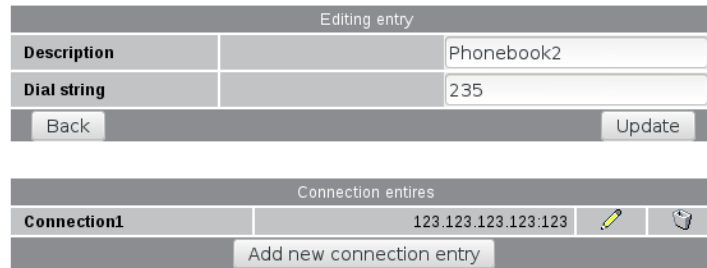 Editing entry
Description Phonebook2
Dial string 235
Back Update
Connection entires
Connection1 123.123.123.123:123
Add new connection entry